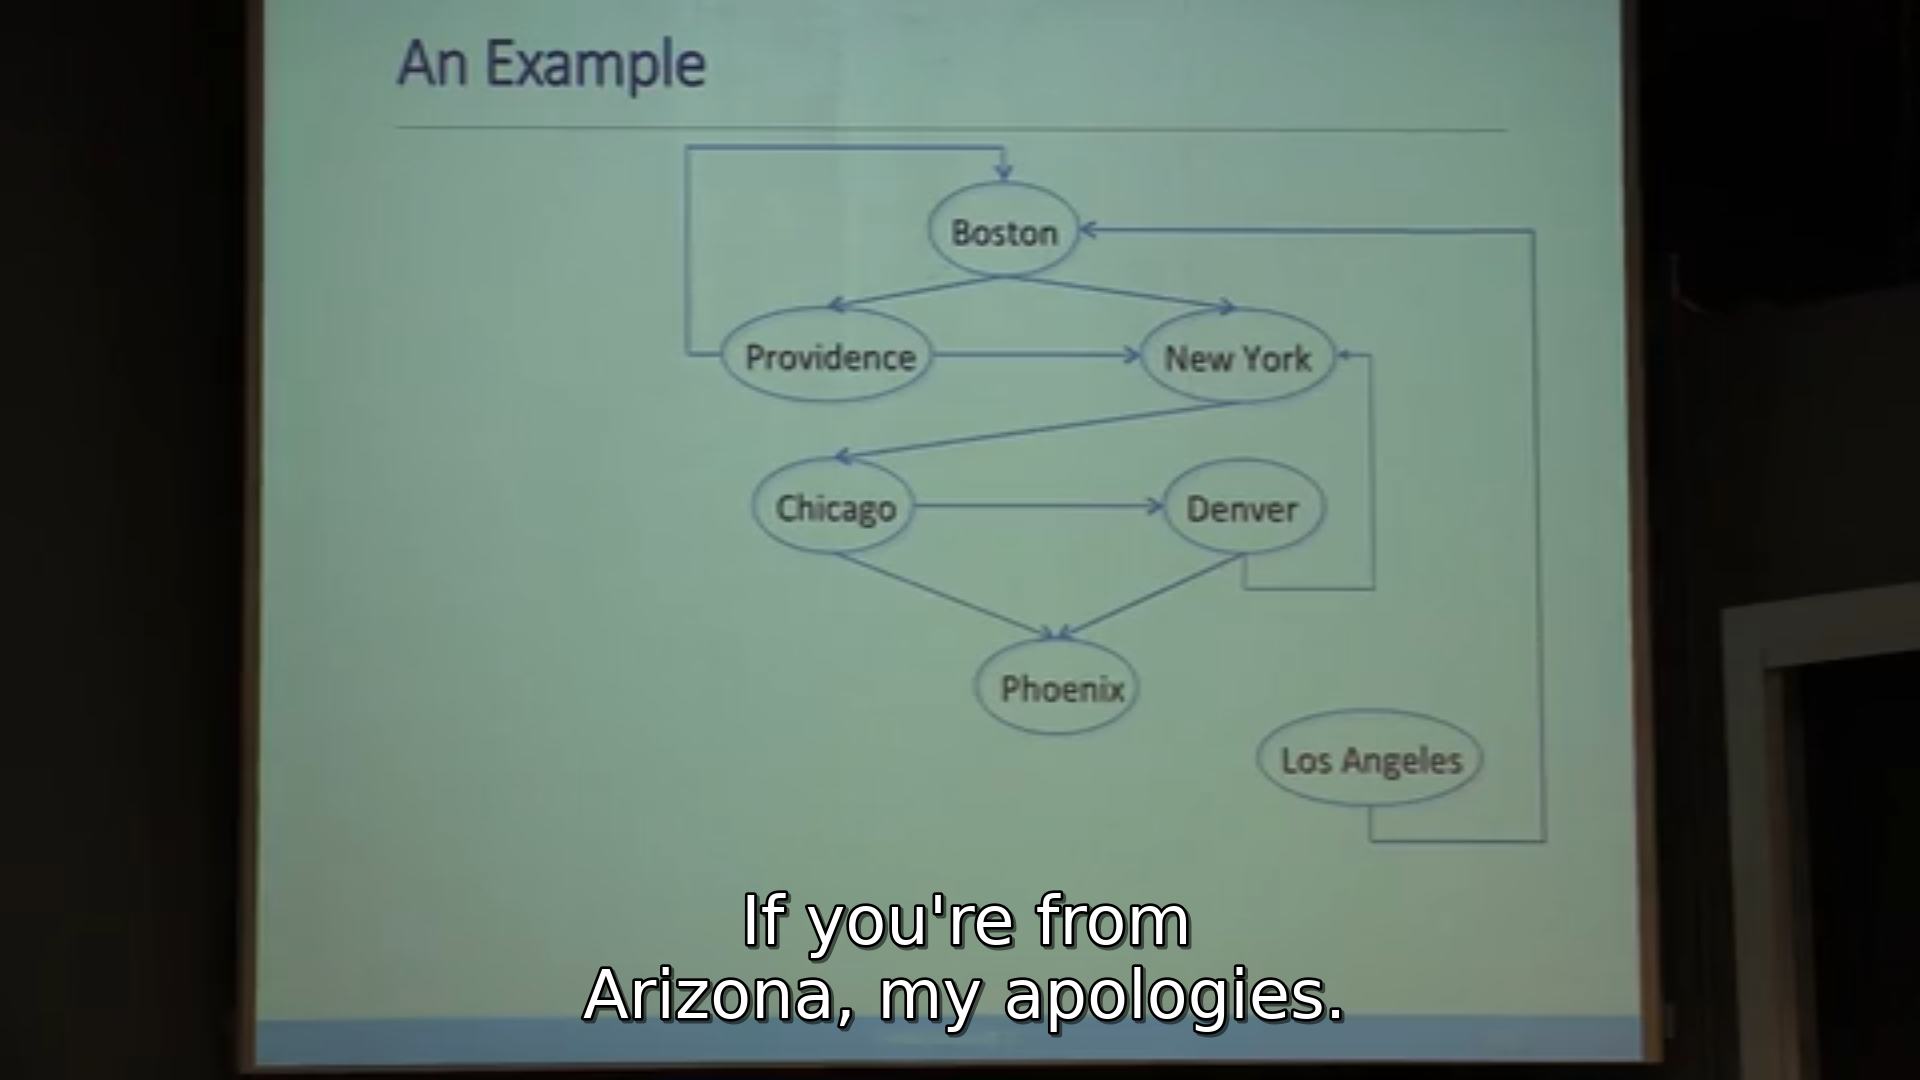 An Example
Boston
Providence
New York
Chicago
Denver
Phoenix
Los Angeles
If you're from
Arizona, my apologies.